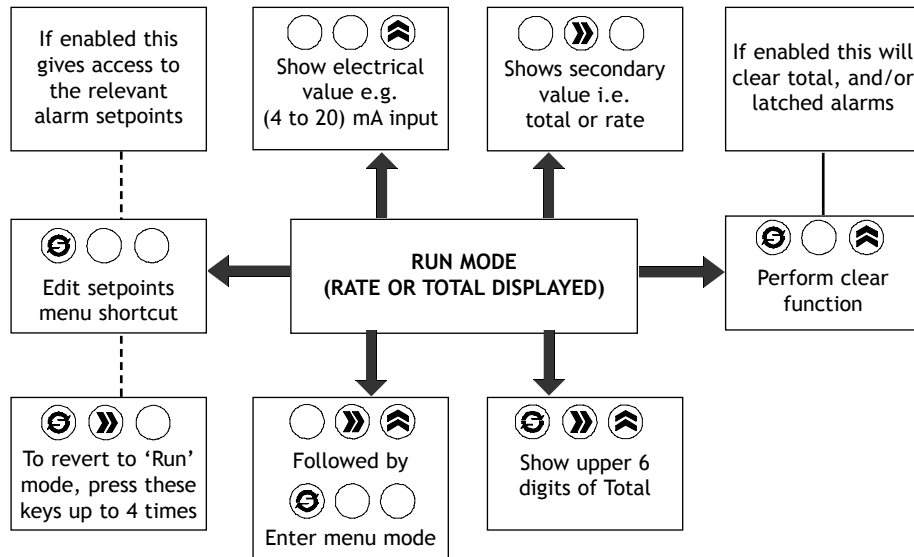 If enabled this
gives access to
the relevant
alarm setpoints
Show electrical
value e.g.
(4 to 20) mA input
Shows secondary
value i.e.
total or rate
If enabled this will
clear total, and/or
latched alarms
Edit setpoints
menu shortcut
RUN MODE
(RATE OR TOTAL DISPLAYED)
Perform clear
function
To revert to ‘Run’
mode, press these
keys up to 4 times
Followed by
Enter menu mode
Show upper 6
digits of Total